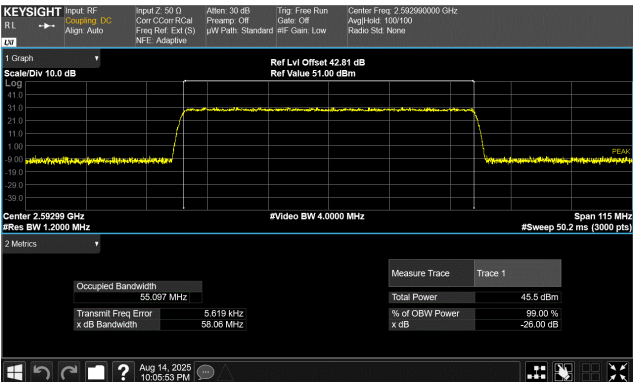 KEYSIGHT Input: RF Input Z: 50 Ω Atten: 30 dB Trig: Free Run Center Freq: 2.592990000 GHz
RL Coupling: DC Corr CCorr RCal Preamp: Off Gate: Off Avg|Hold: 100/100
Align: Auto Freq Ref: Ext (S) µW Path: Standard #IF Gain: Low Radio Std: None
LXI NFE: Adaptive
1 Graph
Ref Lvl Offset 42.81 dB
Scale/Div 10.0 dB Ref Value 51.00 dBm
Log
41.0
31.0
21.0
11.0
1.00
PEAK
-9.00
-19.0
-29.0
-39.0
Center 2.59299 GHz #Video BW 4.0000 MHz Span 115 MHz
#Res BW 1.2000 MHz #Sweep 50.2 ms (3000 pts)
2 Metrics
Measure Trace Trace 1
Occupied Bandwidth
55.097 MHz Total Power 45.5 dBm
Transmit Freq Error 5.619 kHz % of OBW Power 99.00 %
x dB Bandwidth 58.06 MHz x dB -26.00 dB
?
Aug 14, 2025
10:05:53 PM